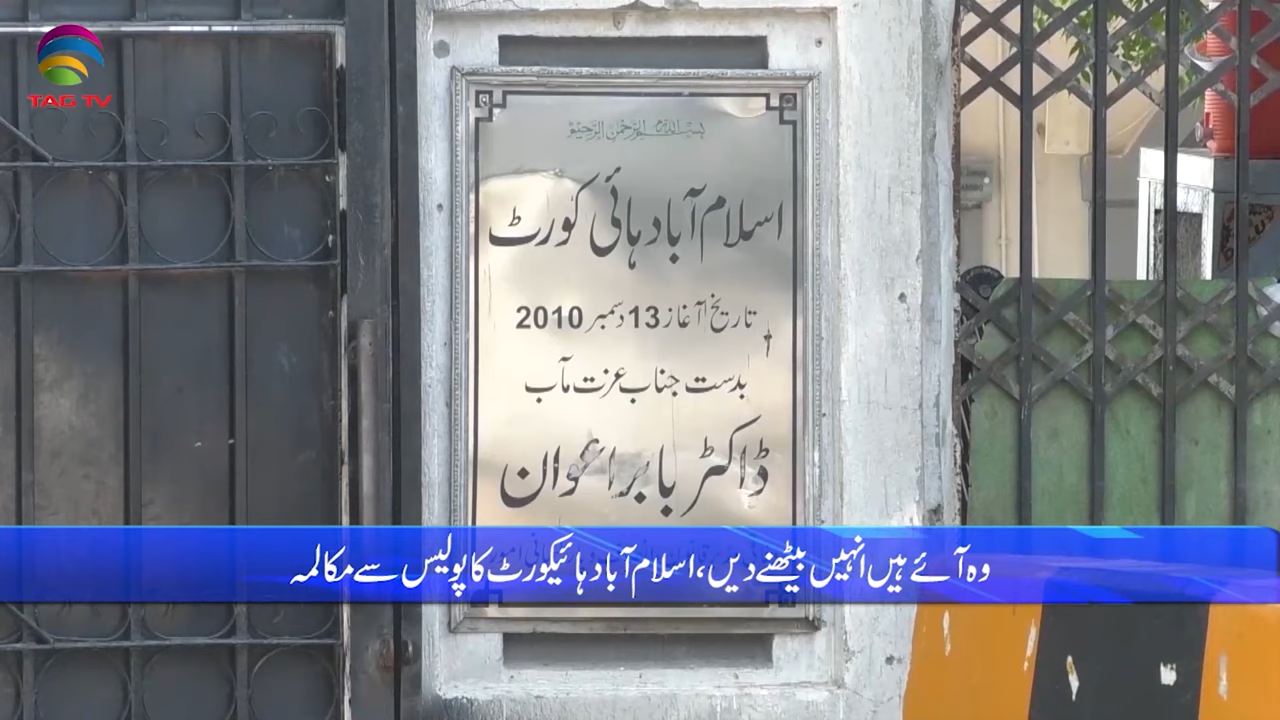 TAG TV
بسم الله الرحمن الرحیم
اسلام آباد ہائی کورٹ
تاریخ آغاز 13 دسمبر 2010
بدست جناب عزت مآب
ڈاکٹر بابر اعوان
وہ آئے ہیں انہیں بیٹھنے دیں، اسلام آباد ہائیکورٹ کا پولیس سے مکالمہ